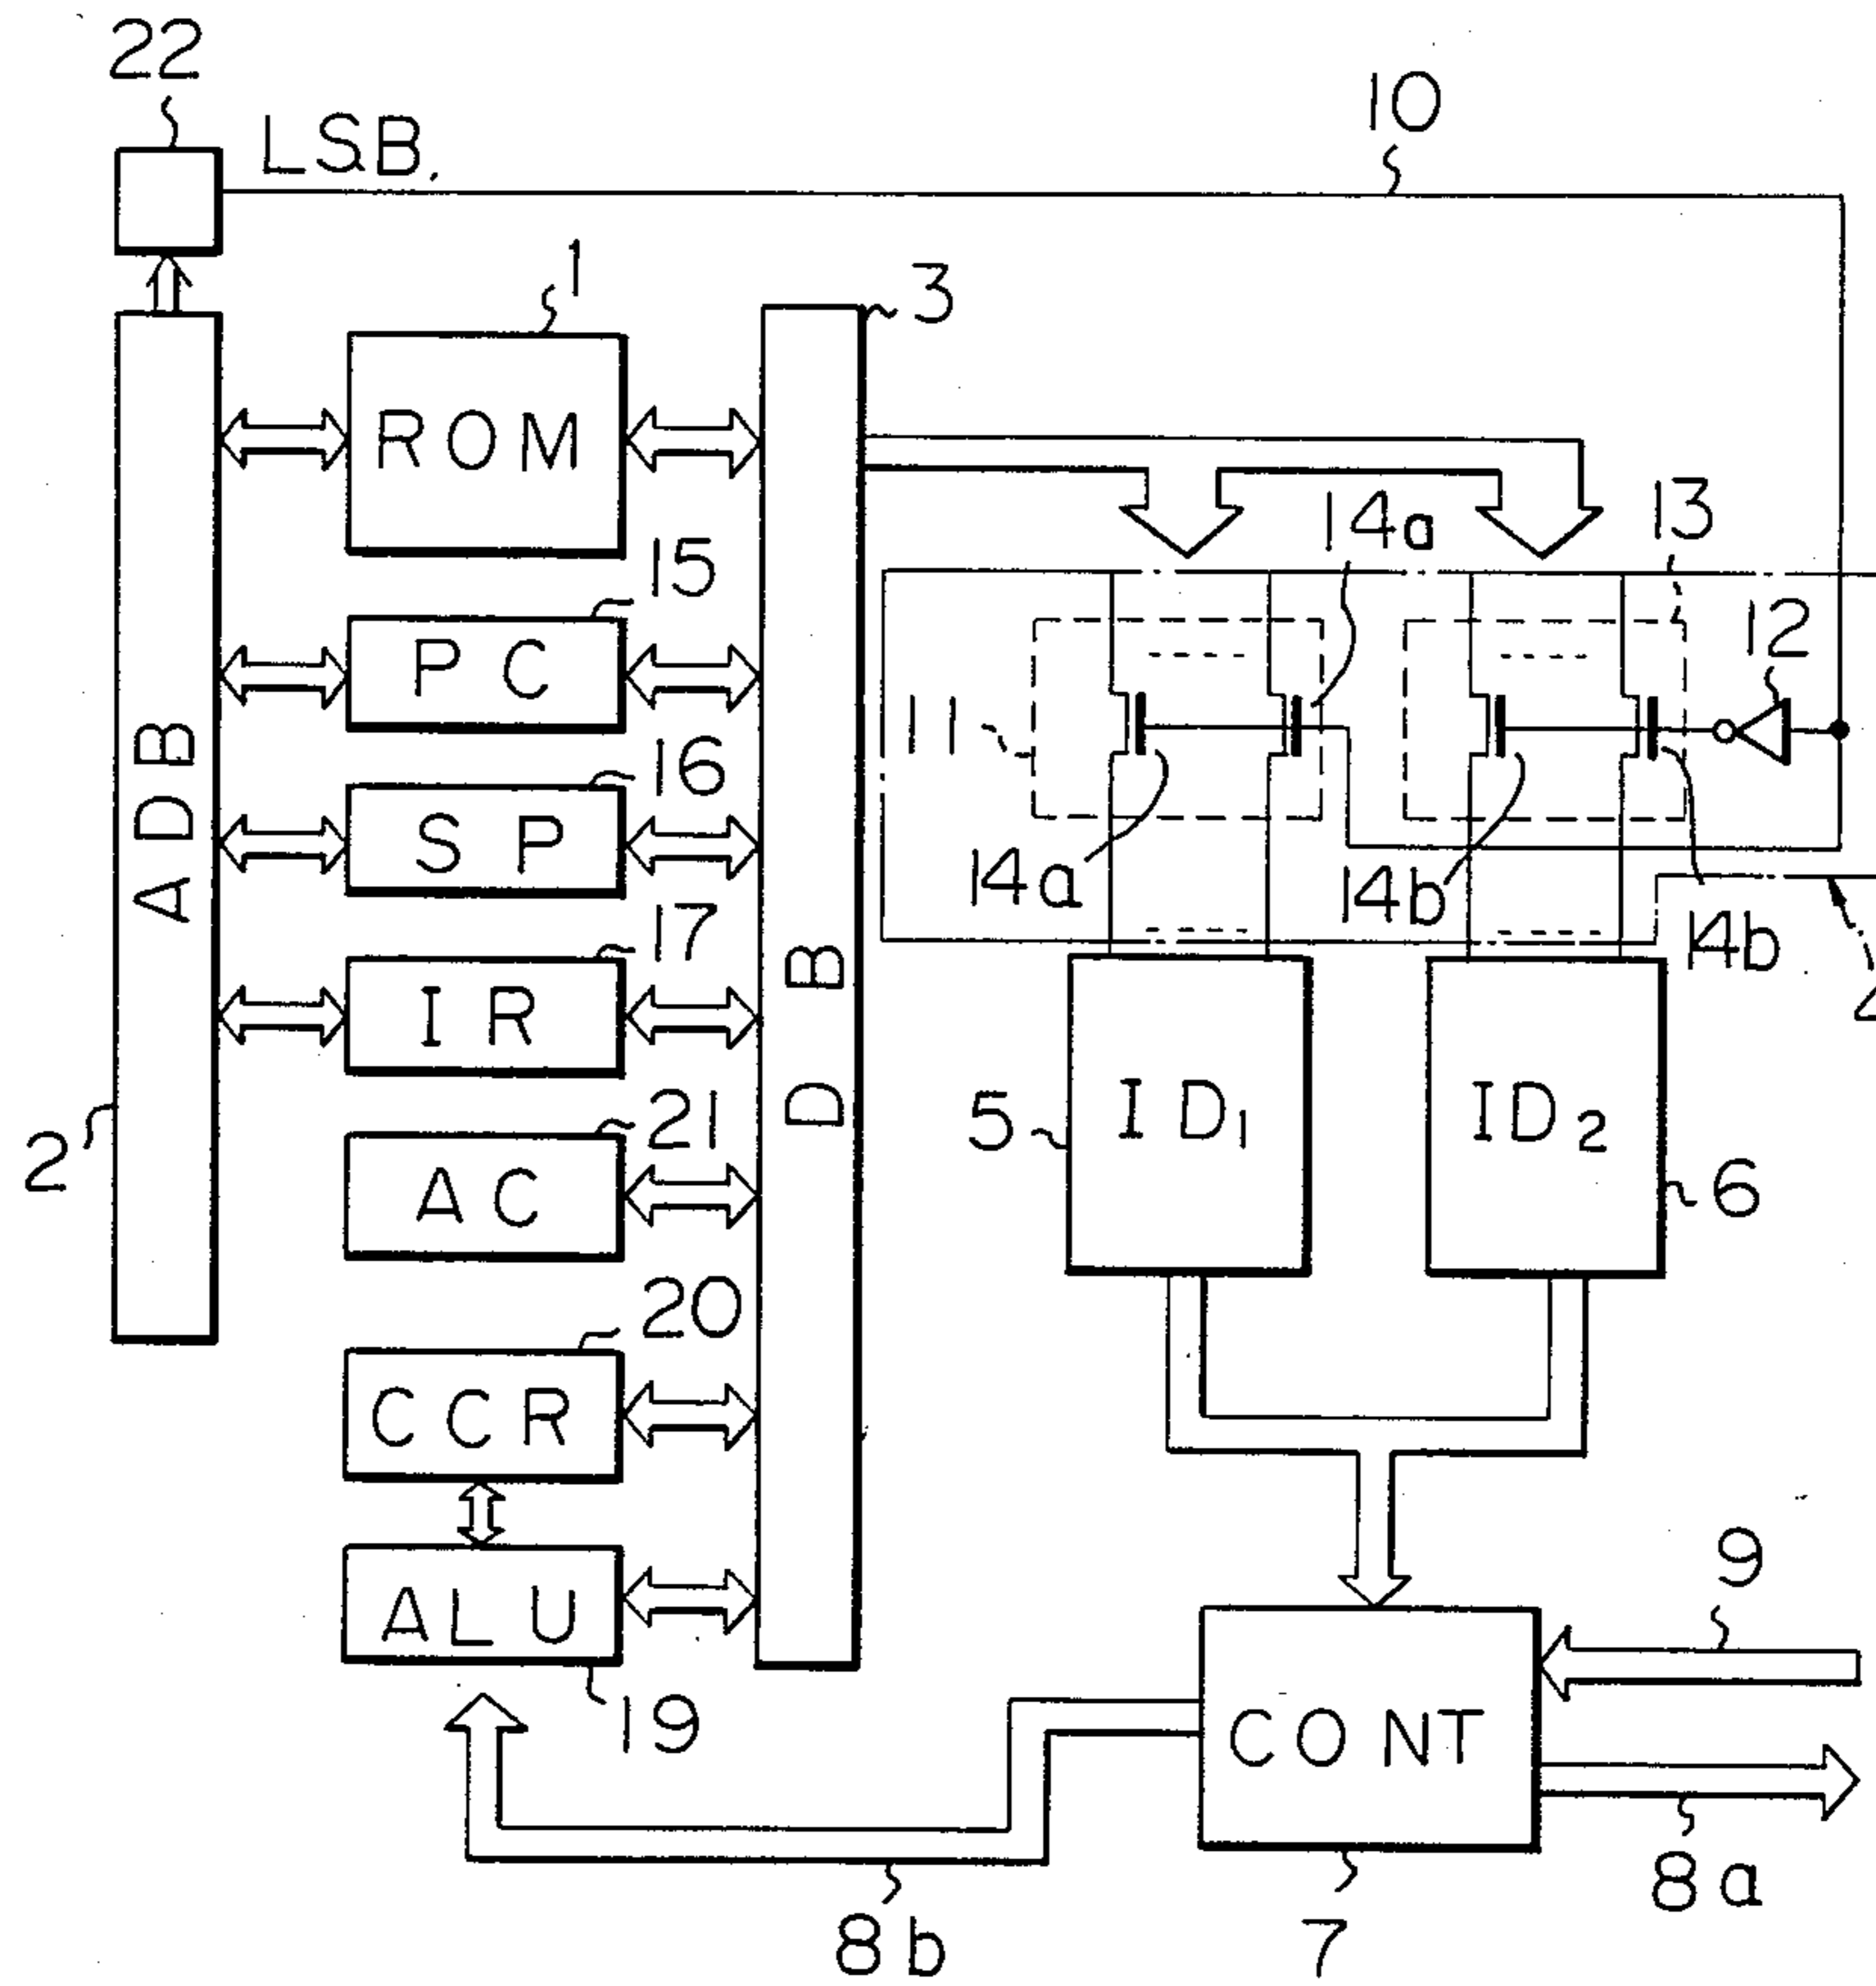 22
LSB.
10
1
3
ROM
14a
13
12
15
PC
11
16
SP
14a
14b
14b
17
IR
ADB
DB
5
ID1
ID2
6
2
21
AC
20
CCR
9
ALU
19
CONT
8a
8b
7